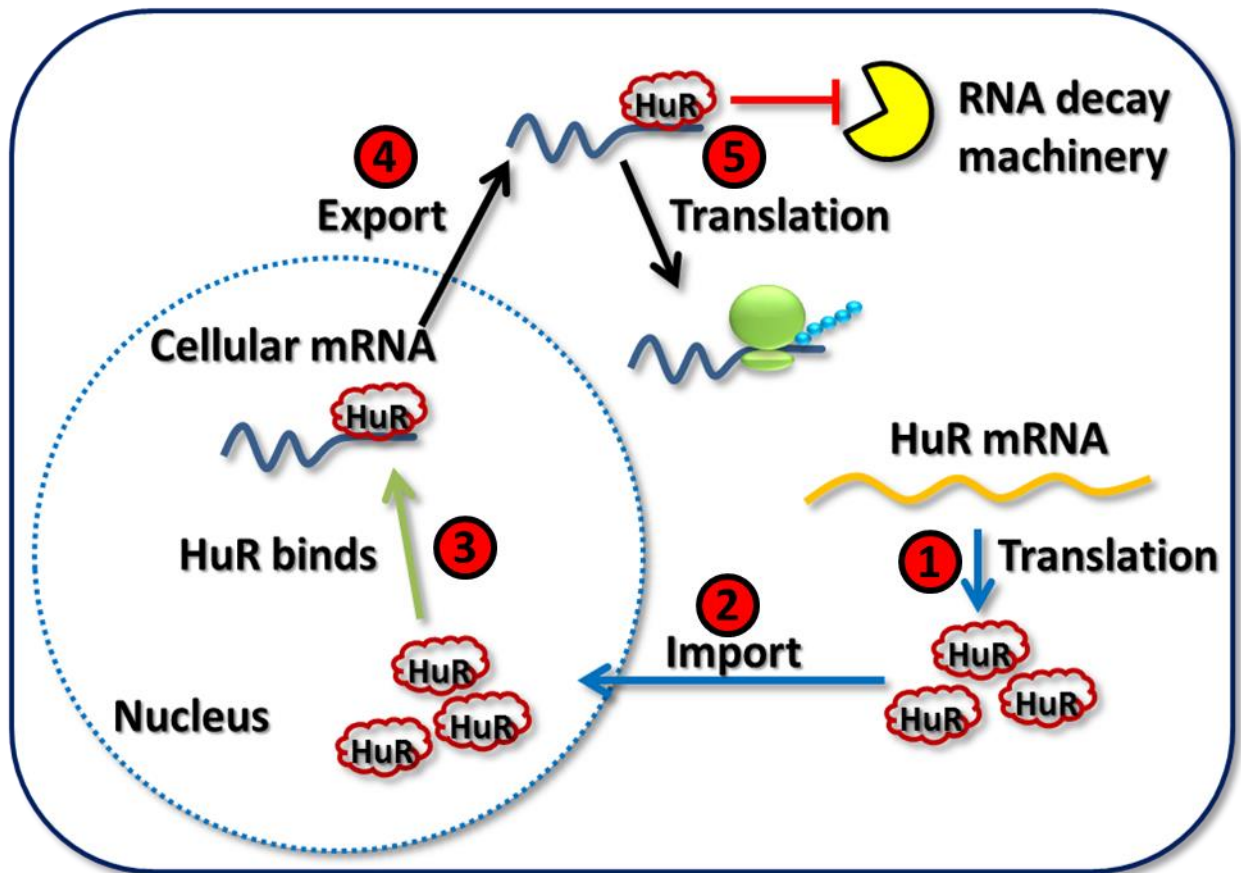 HuR
RNA decay
machinery
4
Export
5
Translation
Cellular mRNA
HuR
HuR mRNA
HuR binds
3
1
Translation
2
Import
HuR
HuR
HuR
HuR
HuR
HuR
Nucleus